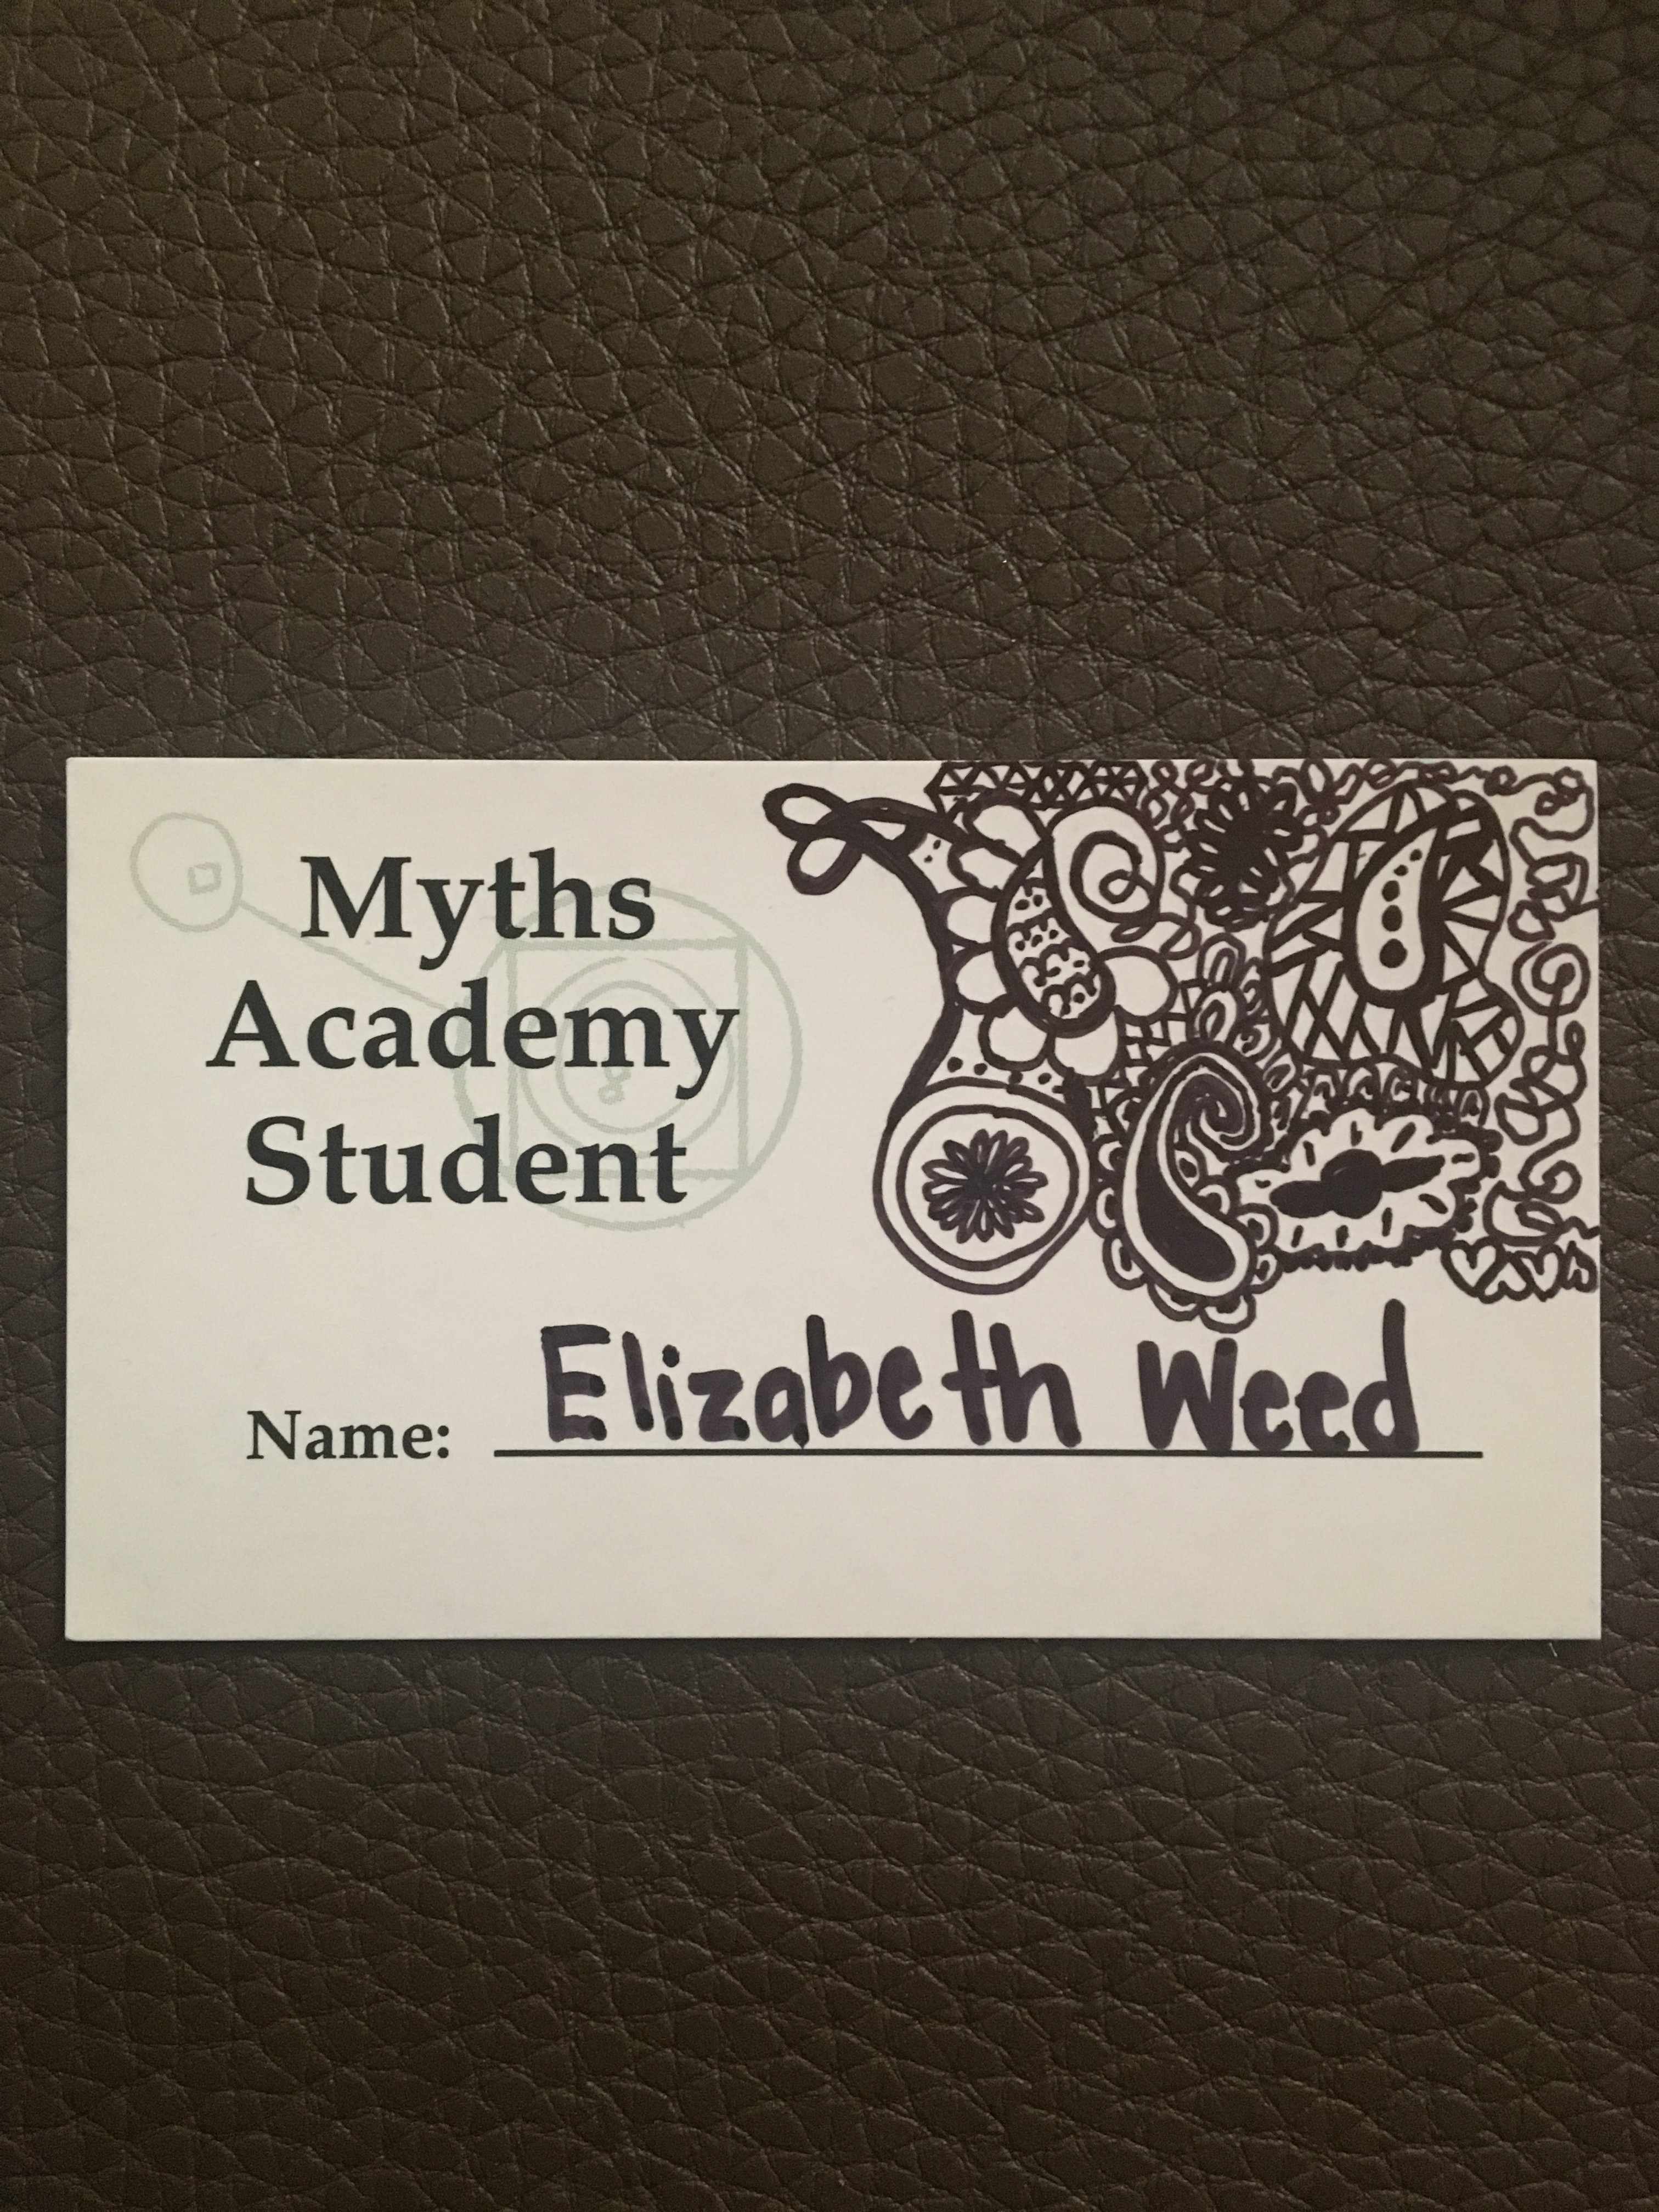 Myths
Academy
Student
Name: Elizabeth Weed